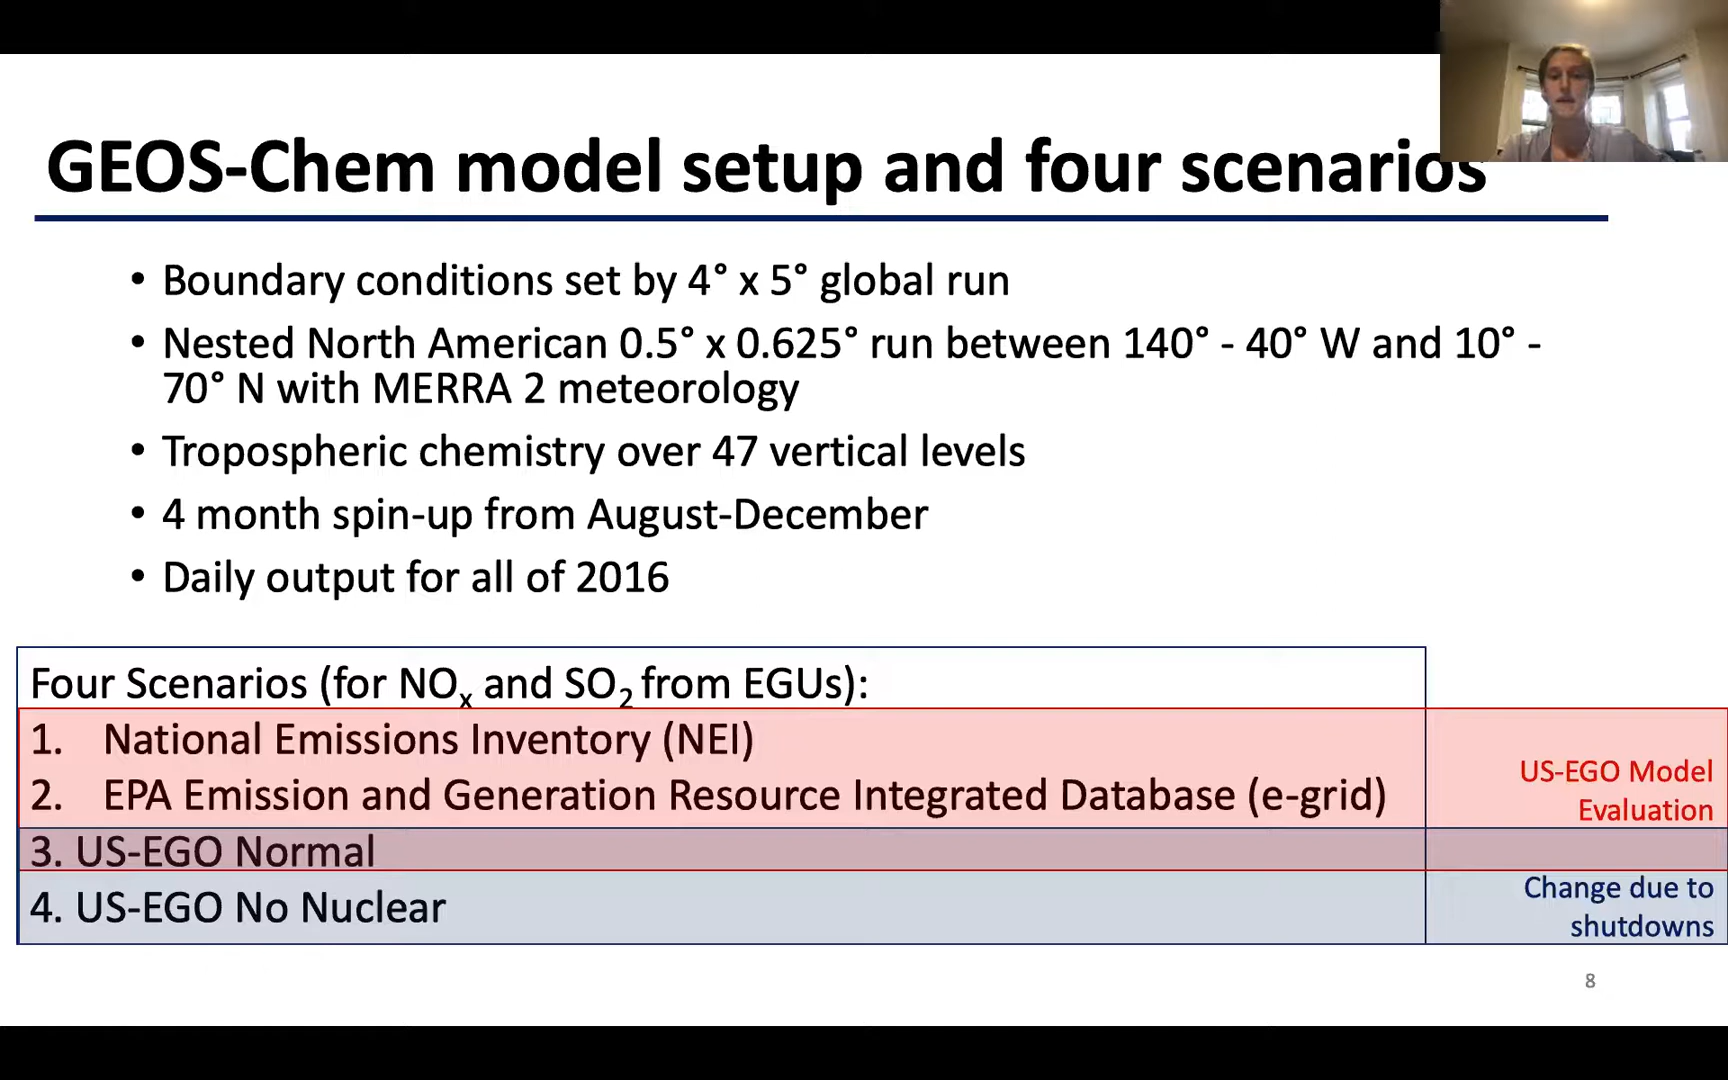 GEOS-Chem model setup and four scenarios
• Boundary conditions set by 4° x 5° global run
• Nested North American 0.5° x 0.625° run between 140° - 40° W and 10° -
70° N with MERRA 2 meteorology
• Tropospheric chemistry over 47 vertical levels
• 4 month spin-up from August-December
• Daily output for all of 2016
Four Scenarios (for NOx and SO2 from EGUs):
1. National Emissions Inventory (NEI)
2. EPA Emission and Generation Resource Integrated Database (e-grid)
3. US-EGO Normal
4. US-EGO No Nuclear
US-EGO Model
Evaluation
Change due to
shutdowns
8